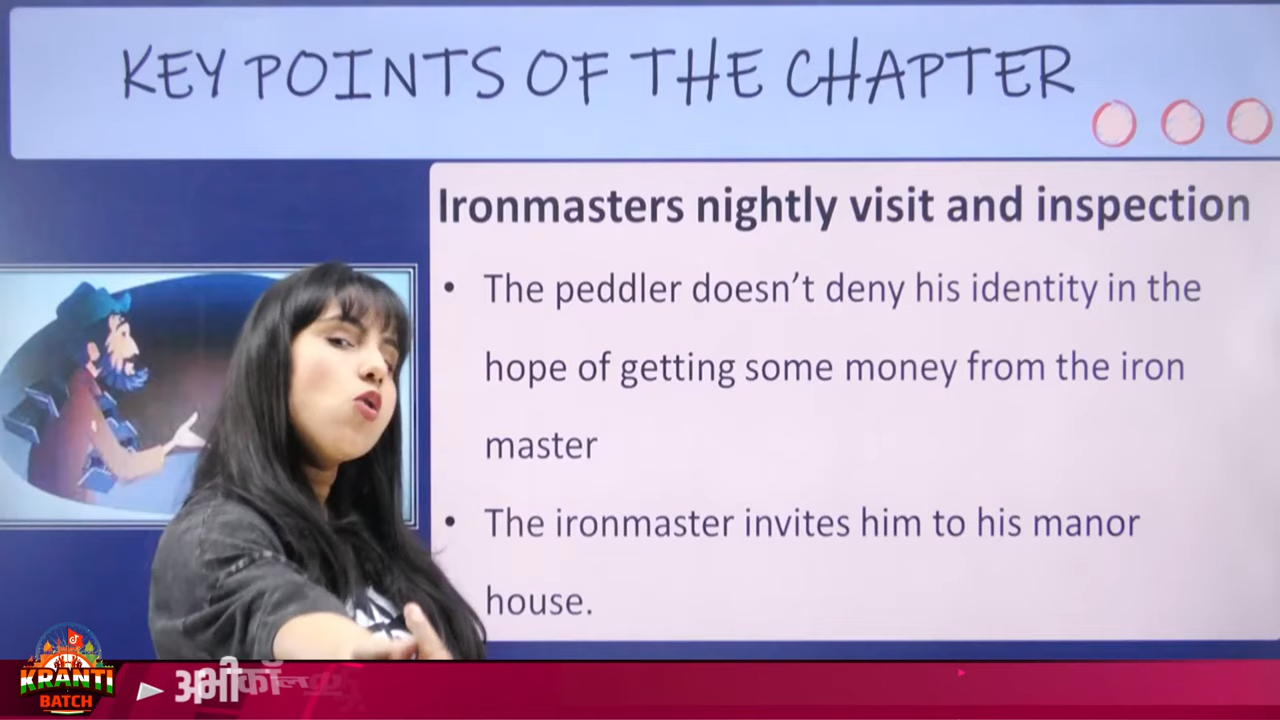 KEY POINTS OF THE CHAPTER
Ironmasters nightly visit and inspection
• The peddler doesn't deny his identity in the
hope of getting some money from the iron
master
• The ironmaster invites him to his manor
house.
KRANTI
BATCH
अभी